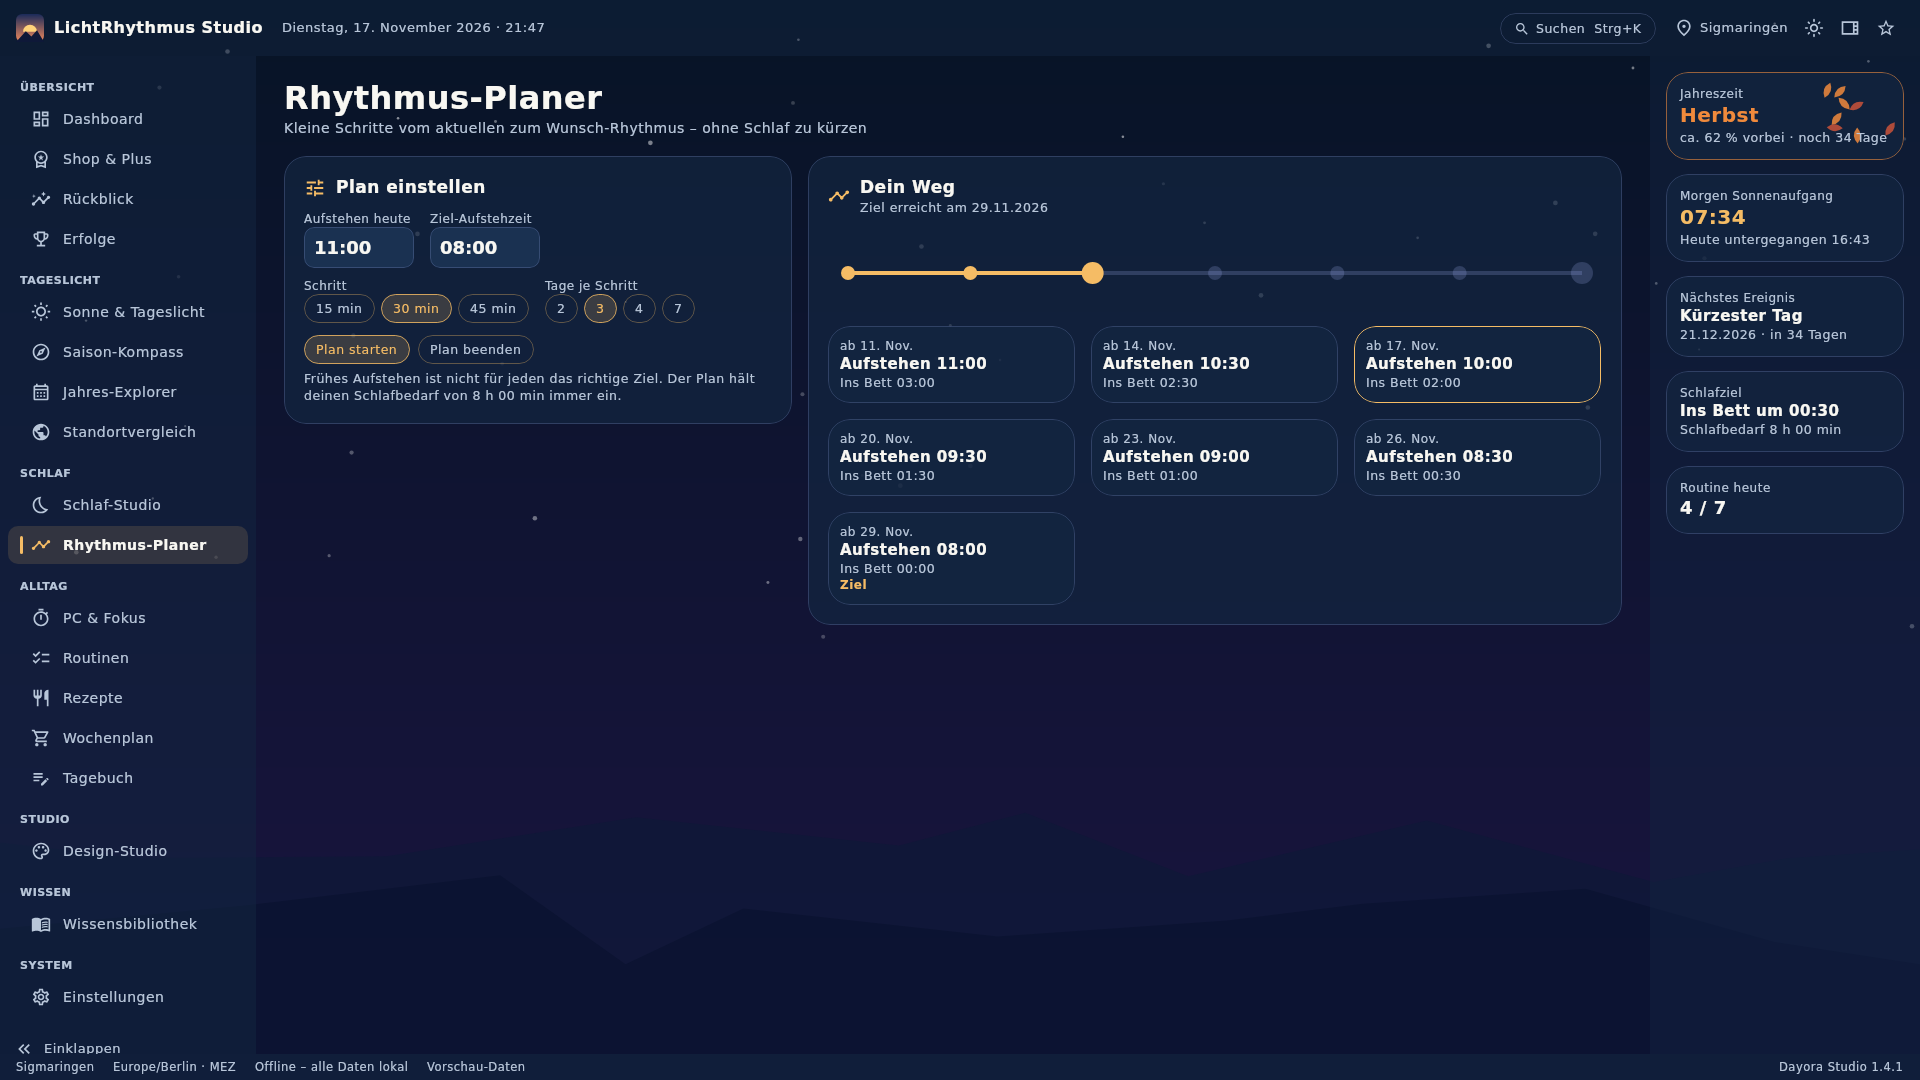 LichtRhythmus Studio
Dienstag, 17. November 2026 · 21:47
Suchen Strg+K
Sigmaringen
ÜBERSICHT
Dashboard
Shop & Plus
Rückblick
Erfolge
TAGESLICHT
Sonne & Tageslicht
Saison-Kompass
Jahres-Explorer
Standortvergleich
SCHLAF
Schlaf-Studio
Rhythmus-Planer
ALLTAG
PC & Fokus
Routinen
Rezepte
Wochenplan
Tagebuch
STUDIO
Design-Studio
WISSEN
Wissensbibliothek
SYSTEM
Einstellungen
Einklappen
Rhythmus-Planer
Kleine Schritte vom aktuellen zum Wunsch-Rhythmus – ohne Schlaf zu kürzen
Plan einstellen
Aufstehen heute Ziel-Aufstehzeit
11:00 08:00
Schritt Tage je Schritt
15 min 30 min 45 min 2 3 4 7
Plan starten Plan beenden
Frühes Aufstehen ist nicht für jeden das richtige Ziel. Der Plan hält
deinen Schlafbedarf von 8 h 00 min immer ein.
Dein Weg
Ziel erreicht am 29.11.2026
ab 11. Nov.
Aufstehen 11:00
Ins Bett 03:00
ab 14. Nov.
Aufstehen 10:30
Ins Bett 02:30
ab 17. Nov.
Aufstehen 10:00
Ins Bett 02:00
ab 20. Nov.
Aufstehen 09:30
Ins Bett 01:30
ab 23. Nov.
Aufstehen 09:00
Ins Bett 01:00
ab 26. Nov.
Aufstehen 08:30
Ins Bett 00:30
ab 29. Nov.
Aufstehen 08:00
Ins Bett 00:00
Ziel
Jahreszeit
Herbst
ca. 62 % vorbei · noch 34 Tage
Morgen Sonnenaufgang
07:34
Heute untergegangen 16:43
Nächstes Ereignis
Kürzester Tag
21.12.2026 · in 34 Tagen
Schlafziel
Ins Bett um 00:30
Schlafbedarf 8 h 00 min
Routine heute
4 / 7
Sigmaringen Europe/Berlin · MEZ Offline – alle Daten lokal Vorschau-Daten
Dayora Studio 1.4.1